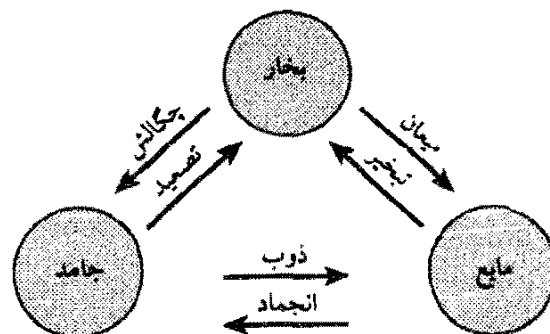 بخار
میعان
تبخیر
چگالش
تصعید
مایع
جامد
ذوب
انجماد